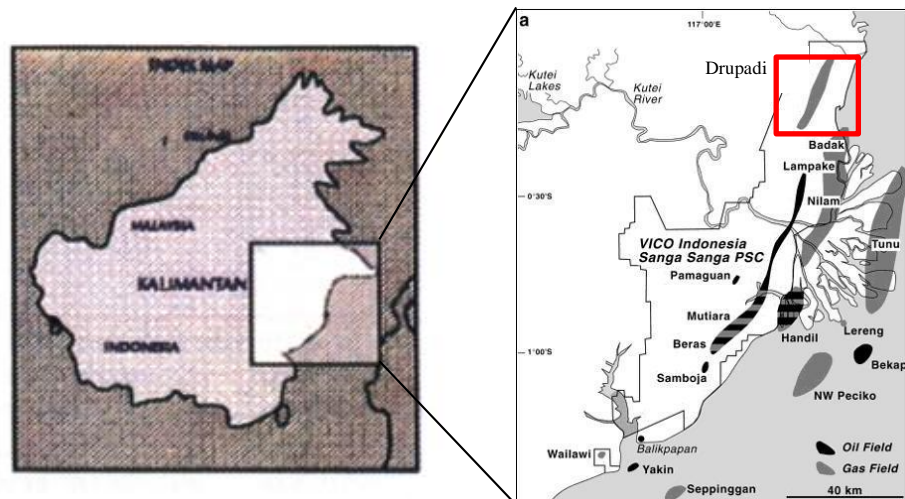 INDEX MAP
BRUNEI
MALAYSIA
KALIMANTAN
INDONESIA
a
117°00'E
Drupadi
Kutei
Lakes
Kutei
River
Badak
Lampake
0°30'S
Nilam
VICO Indonesia
Sanga Sanga PSC
Tunu
Pamaguan
Mutiara
Lereng
Beras
Handil
1°00'S
Bekap
Samboja
NW Peciko
Balikpapan
Wailawi
Oil Field
Yakin
Gas Field
Seppinggan
40 km